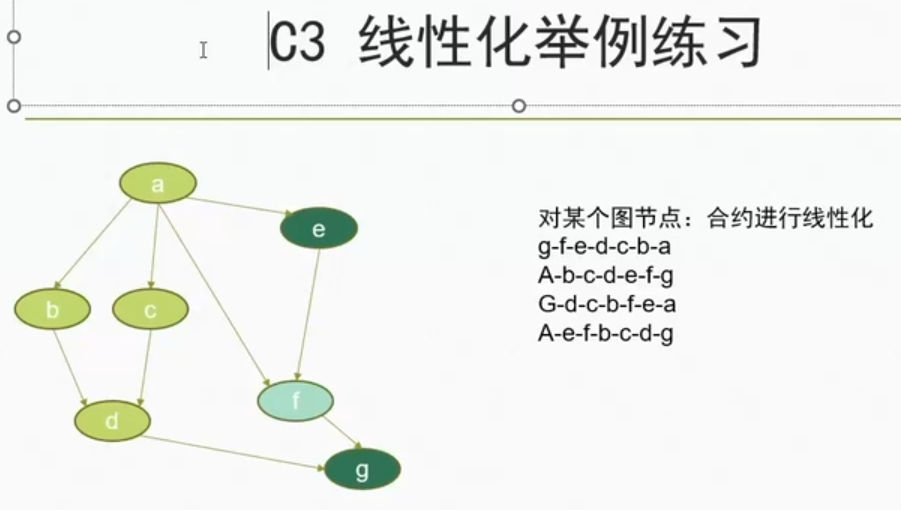 C3 线性化举例练习
a
e
对某个图节点：合约进行线性化
g-f-e-d-c-b-a
A-b-c-d-e-f-g
G-d-c-b-f-e-a
A-e-f-b-c-d-g
b
c
f
d
g